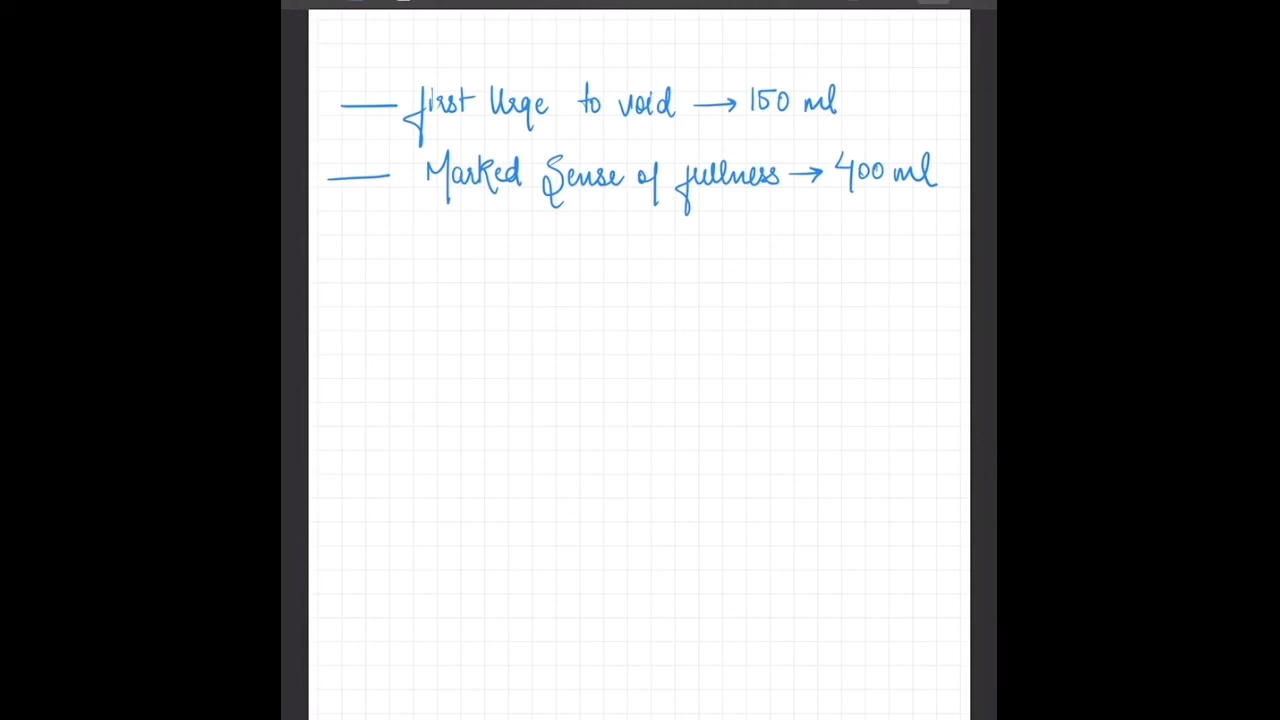 — first Urge to void → 150 ml
— Marked Sense of fullness → 400 ml